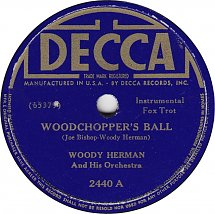 DECCA
TRADE MARK REGISTERED
MANUFACTURED IN U.S.A. - BY DECCA RECORDS, INC.
Instrumental
Fox Trot
WOODCHOPPER'S BALL
(Joe Bishop-Woody Herman)
WOODY HERMAN
And His Orchestra
2440 A